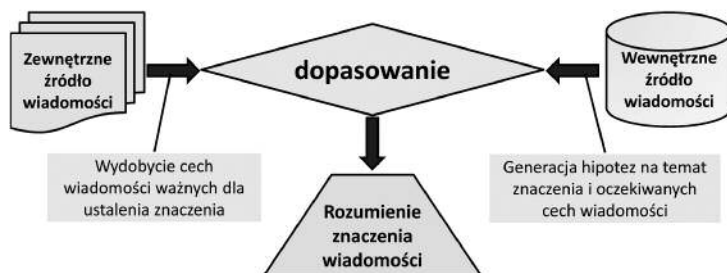 Zewnętrzne
źródło
wiadomości
dopasowanie
Wewnętrzne
źródło
wiadomości
Wydobycie cech
wiadomości ważnych dla
ustalenia znaczenia
Generacja hipotez na temat
znaczenia i oczekiwanych
cech wiadomości
Rozumienie
znaczenia
wiadomości